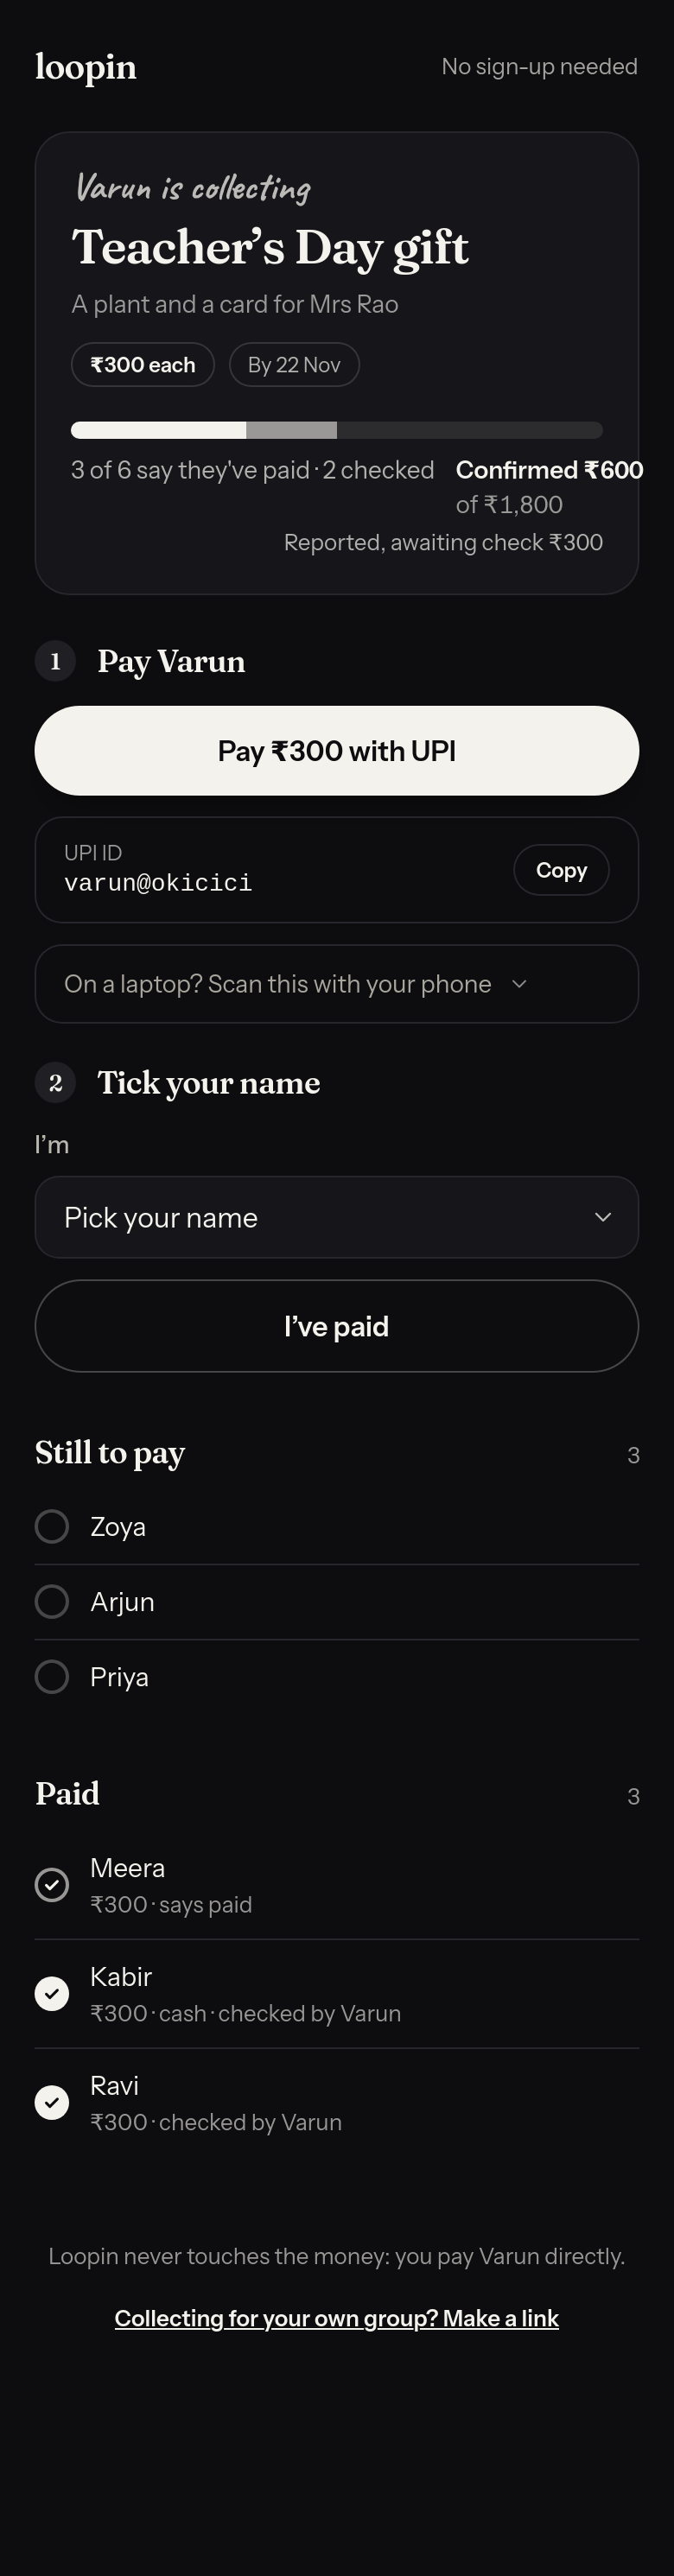 loopin
No sign-up needed
Varun is collecting
Teacher’s Day gift
A plant and a card for Mrs Rao
₹300 each
By 22 Nov
3 of 6 say they've paid · 2 checked
Confirmed ₹600
of ₹1,800
Reported, awaiting check ₹300
1
Pay Varun
Pay ₹300 with UPI
UPI ID
varun@okicici
Copy
On a laptop? Scan this with your phone
2
Tick your name
I’m
Pick your name
I’ve paid
Still to pay
3
Zoya
Arjun
Priya
Paid
3
Meera
₹300 · says paid
Kabir
₹300 · cash · checked by Varun
Ravi
₹300 · checked by Varun
Loopin never touches the money: you pay Varun directly.
Collecting for your own group? Make a link